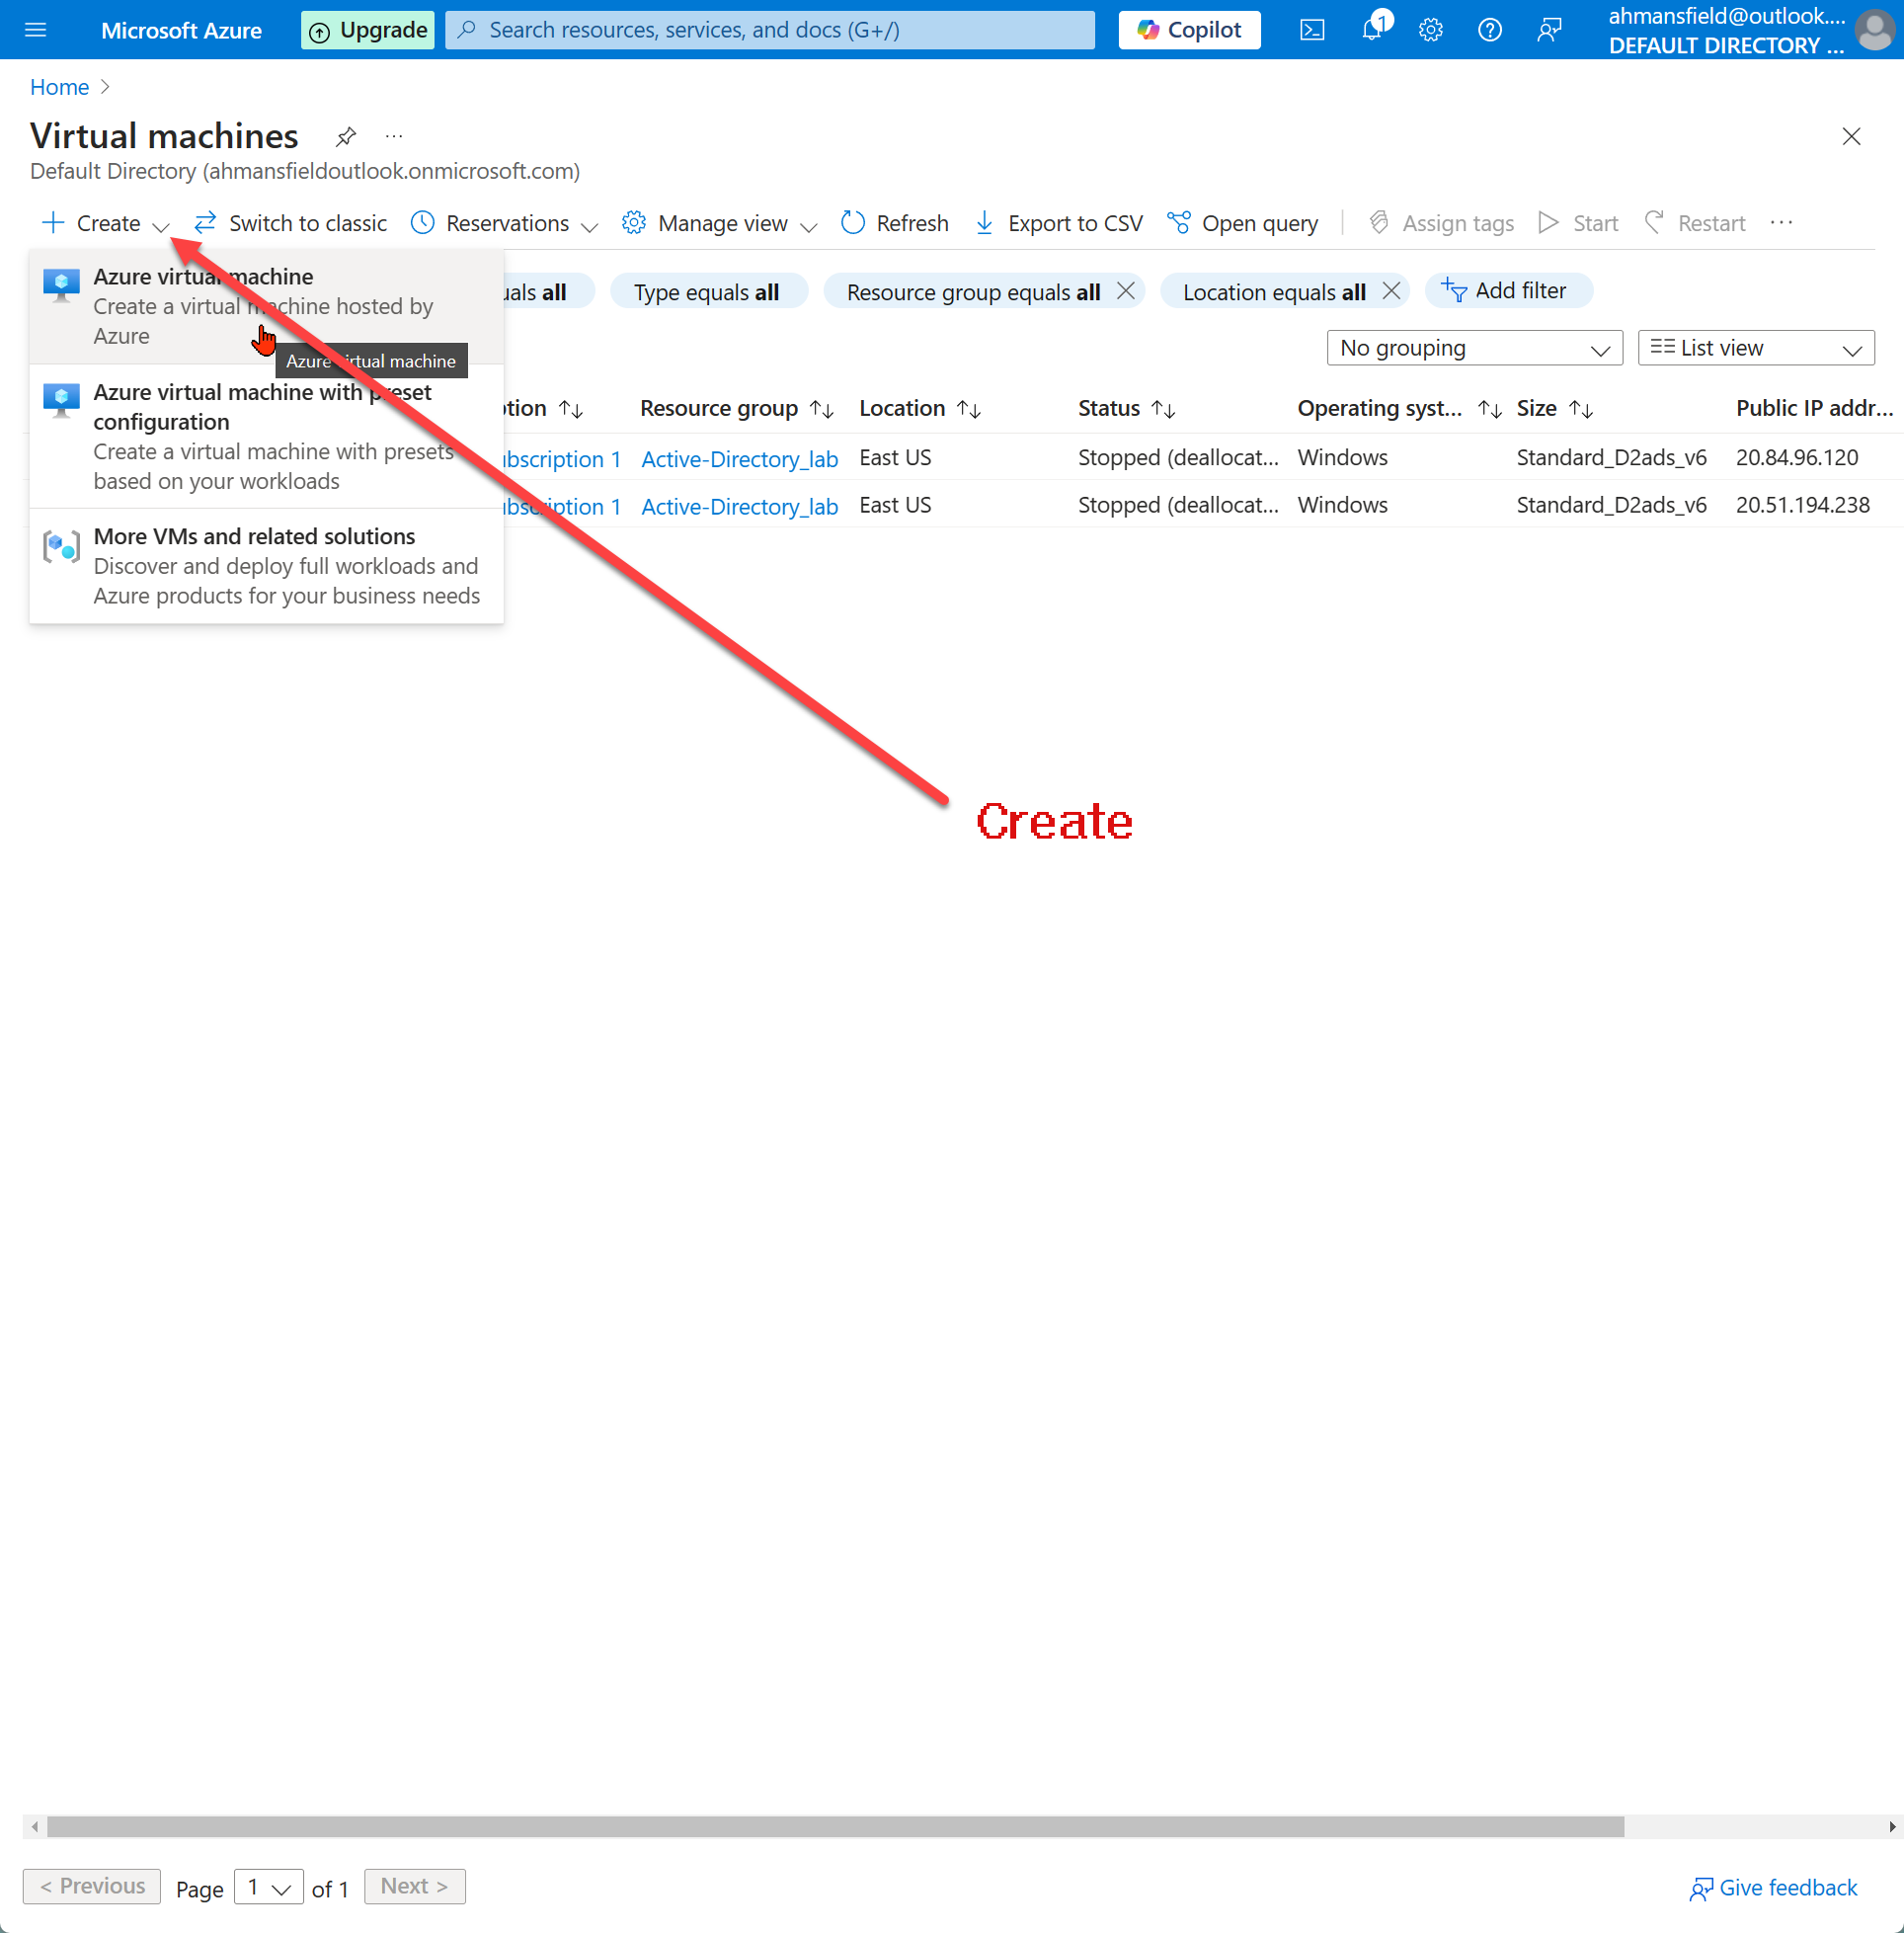 Microsoft Azure
Upgrade
Search resources, services, and docs (G+/)
Copilot
1
ahmansfield@outlook....
DEFAULT DIRECTORY ...
Home
Virtual machines
Default Directory (ahmansfieldoutlook.onmicrosoft.com)
Create
Switch to classic
Reservations
Manage view
Refresh
Export to CSV
Open query
Assign tags
Start
Restart
Azure virtual machine
Create a virtual machine hosted by
Azure
Azure virtual machine
Azure virtual machine with preset
configuration
Create a virtual machine with presets
based on your workloads
More VMs and related solutions
Discover and deploy full workloads and
Azure products for your business needs
all
Type equals all
Resource group equals all
Location equals all
Add filter
No grouping
List view
Resource group
Location
Status
Operating syst...
Size
Public IP addr...
1 Active-Directory_lab East US Stopped (deallocat... Windows Standard_D2ads_v6 20.84.96.120
1 Active-Directory_lab East US Stopped (deallocat... Windows Standard_D2ads_v6 20.51.194.238
Create
< Previous
Page 1 of 1
Next >
Give feedback